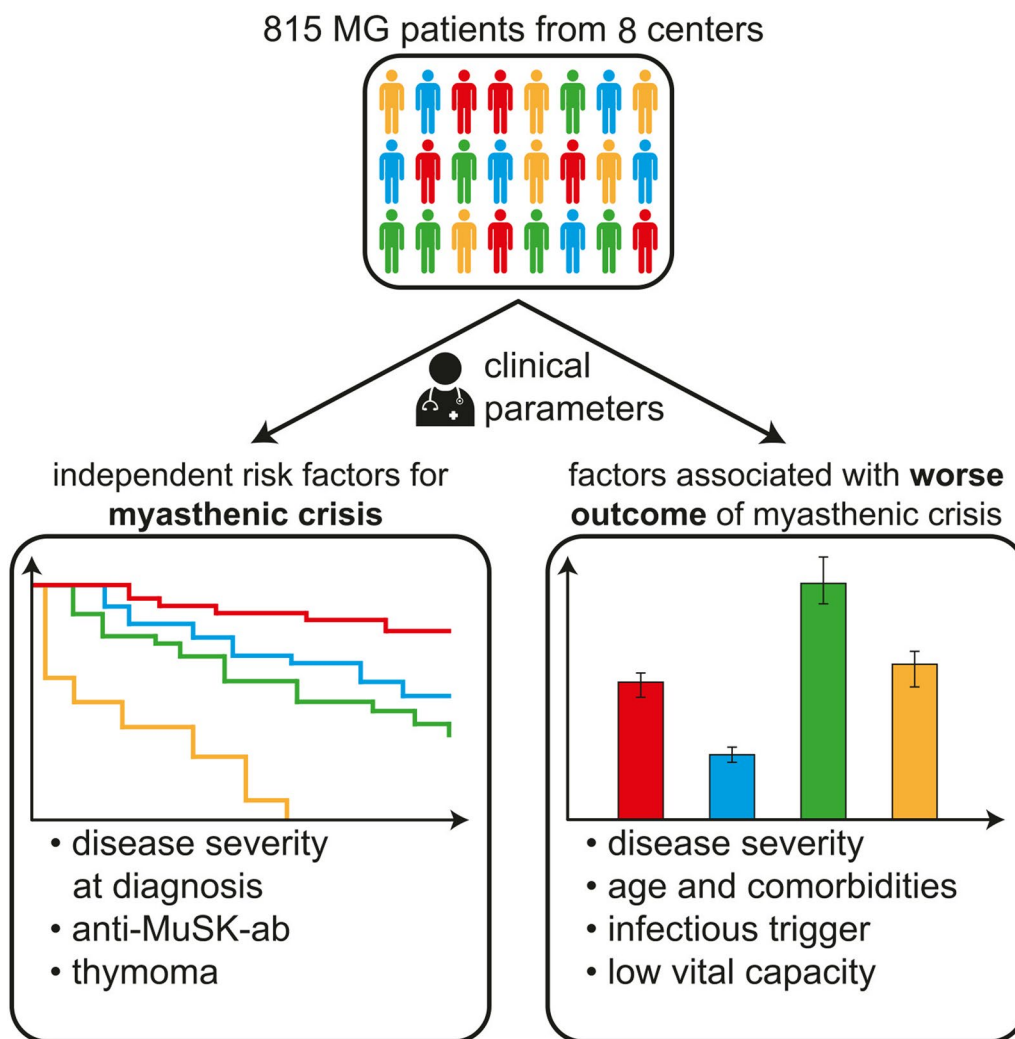 815 MG patients from 8 centers
clinical
parameters
independent risk factors for
myasthenic crisis
• disease severity
at diagnosis
• anti-MuSK-ab
• thymoma
factors associated with worse
outcome of myasthenic crisis
• disease severity
• age and comorbidities
• infectious trigger
• low vital capacity